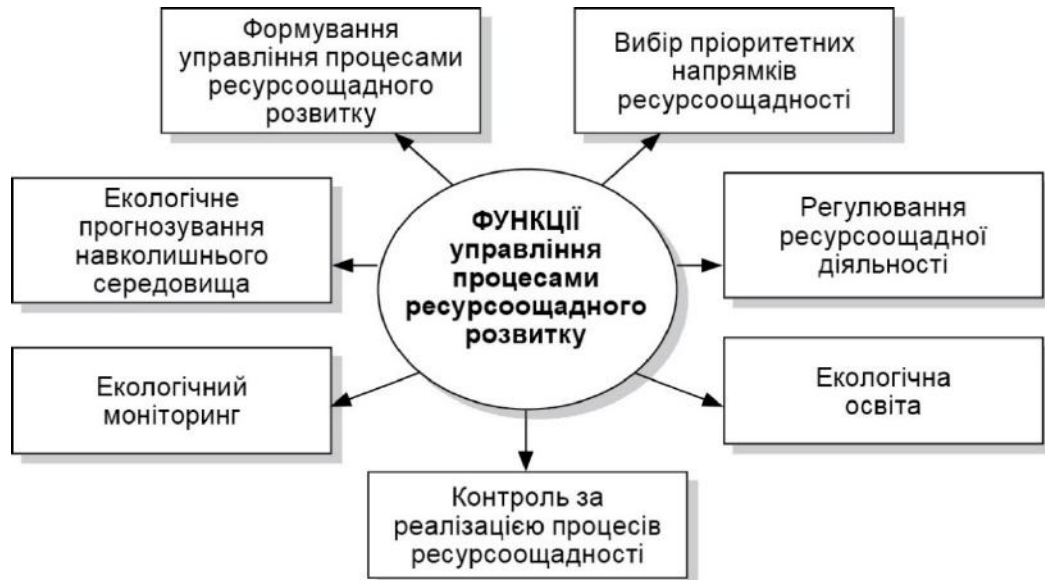 Формування
управління процесами
ресурсоощадного
розвитку
Вибір пріоритетних
напрямків
ресурсоощадності
Екологічне
прогнозування
навколишнього
середовища
ФУНКЦІЇ
управління
процесами
ресурсоощадного
розвитку
Регулювання
ресурсоощадної
діяльності
Екологічний
моніторинг
Екологічна
освіта
Контроль за
реалізацією процесів
ресурсоощадності